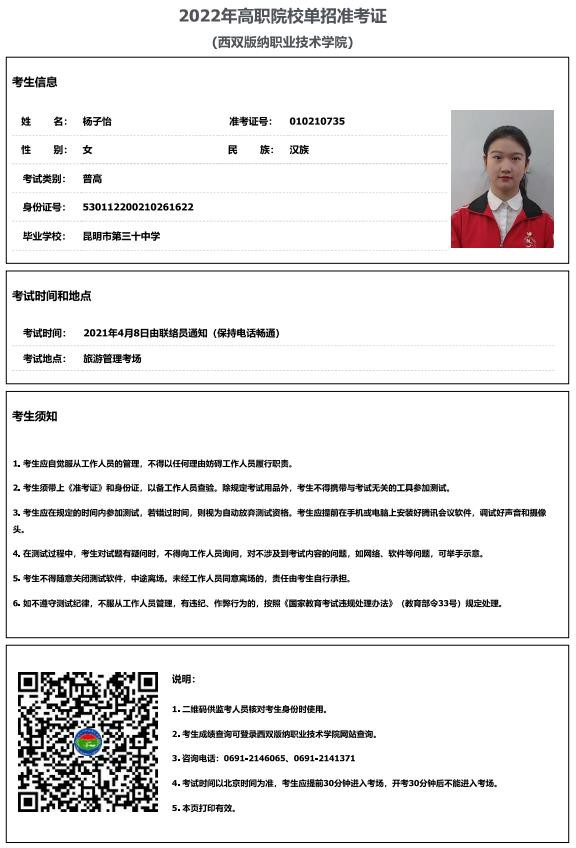 2022年高职院校单招准考证
（西双版纳职业技术学院）
考生信息
姓 名： 杨子怡 准考证号： 010210735
性 别： 女 民 族： 汉族
考试类别： 普高
身份证号： 530112200210261622
毕业学校： 昆明市第三十中学
考试时间和地点
考试时间： 2021年4月8日由联络员通知（保持电话畅通）
考试地点： 旅游管理考场
考生须知
1. 考生应自觉服从工作人员的管理，不得以任何理由妨碍工作人员履行职责。
2. 考生须带上《准考证》和身份证，以备工作人员查验。除规定考试用品外，考生不得携带与考试无关的工具参加测试。
3. 考生应在规定的时间内参加测试，若错过时间，则视为自动放弃测试资格。考生应提前在手机或电脑上安装好腾讯会议软件，调试好声音和摄像
头。
4. 在测试过程中，考生对试题有疑问时，不得向工作人员询问，对不涉及到考试内容的问题，如网络、软件等问题，可举手示意。
5. 考生不得随意关闭测试软件，中途离场。未经工作人员同意离场的，责任由考生自行承担。
6. 如不遵守测试纪律，不服从工作人员管理，有违纪、作弊行为的，按照《国家教育考试违规处理办法》（教育部令33号）规定处理。
说明：
1. 二维码供监考人员核对考生身份时使用。
2. 考生成绩查询可登录西双版纳职业技术学院网站查询。
3. 咨询电话：0691-2146065、0691-2141371
4. 考试时间以北京时间为准，考生应提前30分钟进入考场，开考30分钟后不能进入考场。
5. 本页打印有效。